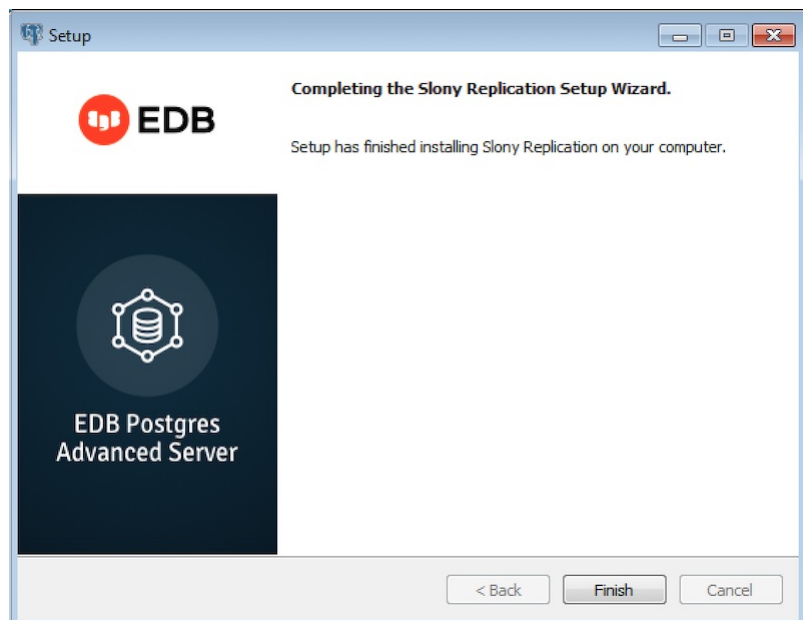 Setup
EDB
Completing the Slony Replication Setup Wizard.
Setup has finished installing Slony Replication on your computer.
EDB Postgres
Advanced Server
< Back
Finish
Cancel